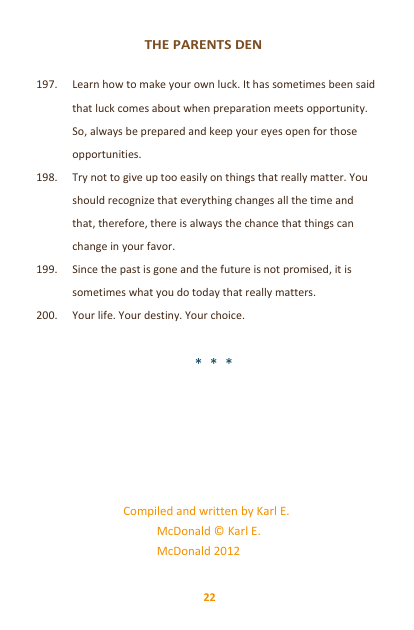 THE PARENTS DEN
197. Learn how to make your own luck. It has sometimes been said
that luck comes about when preparation meets opportunity.
So, always be prepared and keep your eyes open for those
opportunities.
198. Try not to give up too easily on things that really matter. You
should recognize that everything changes all the time and
that, therefore, there is always the chance that things can
change in your favor.
199. Since the past is gone and the future is not promised, it is
sometimes what you do today that really matters.
200. Your life. Your destiny. Your choice.
* * *
Compiled and written by Karl E.
McDonald © Karl E.
McDonald 2012
22